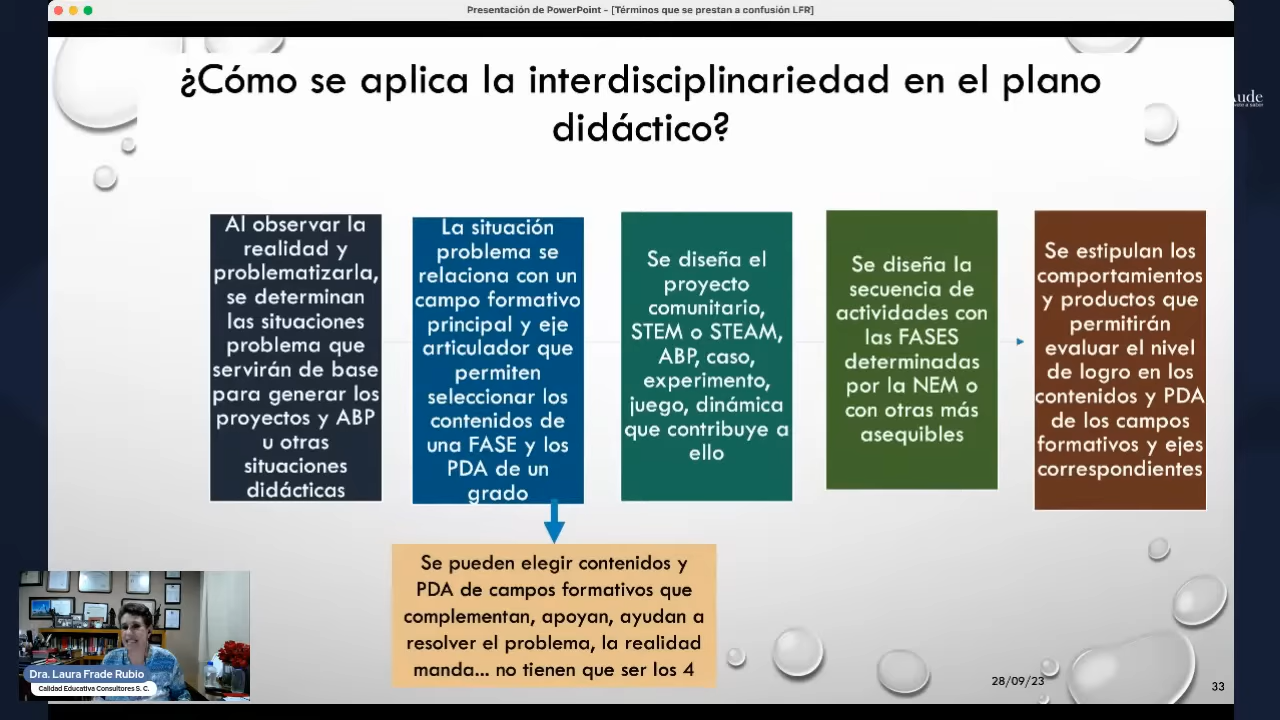 Presentación de PowerPoint - [Términos que se prestan a confusión LFR]
¿Cómo se aplica la interdisciplinariedad en el plano
didáctico?
Al observar la
realidad y
problematizarla,
se determinan
las situaciones
problema que
servirán de base
para generar los
proyectos y ABP
u otras
situaciones
didácticas
La situación
problema se
relaciona con un
campo formativo
principal y eje
articulador que
permiten
seleccionar los
contenidos de
una FASE y los
PDA de un
grado
Se diseña el
proyecto
comunitario,
STEM o STEAM,
ABP, caso,
experimento,
juego, dinámica
que contribuye a
ello
Se diseña la
secuencia de
actividades con
las FASES
determinadas
por la NEM o
con otras más
asequibles
Se estipulan los
comportamientos
y productos que
permitirán
evaluar el nivel
de logro en los
contenidos y PDA
de los campos
formativos y ejes
correspondientes
Se pueden elegir contenidos y
PDA de campos formativos que
complementan, apoyan, ayudan a
resolver el problema, la realidad
manda... no tienen que ser los 4
Dra. Laura Frade Rubio
Calidad Educativa Consultores S. C.
28/09/23
33